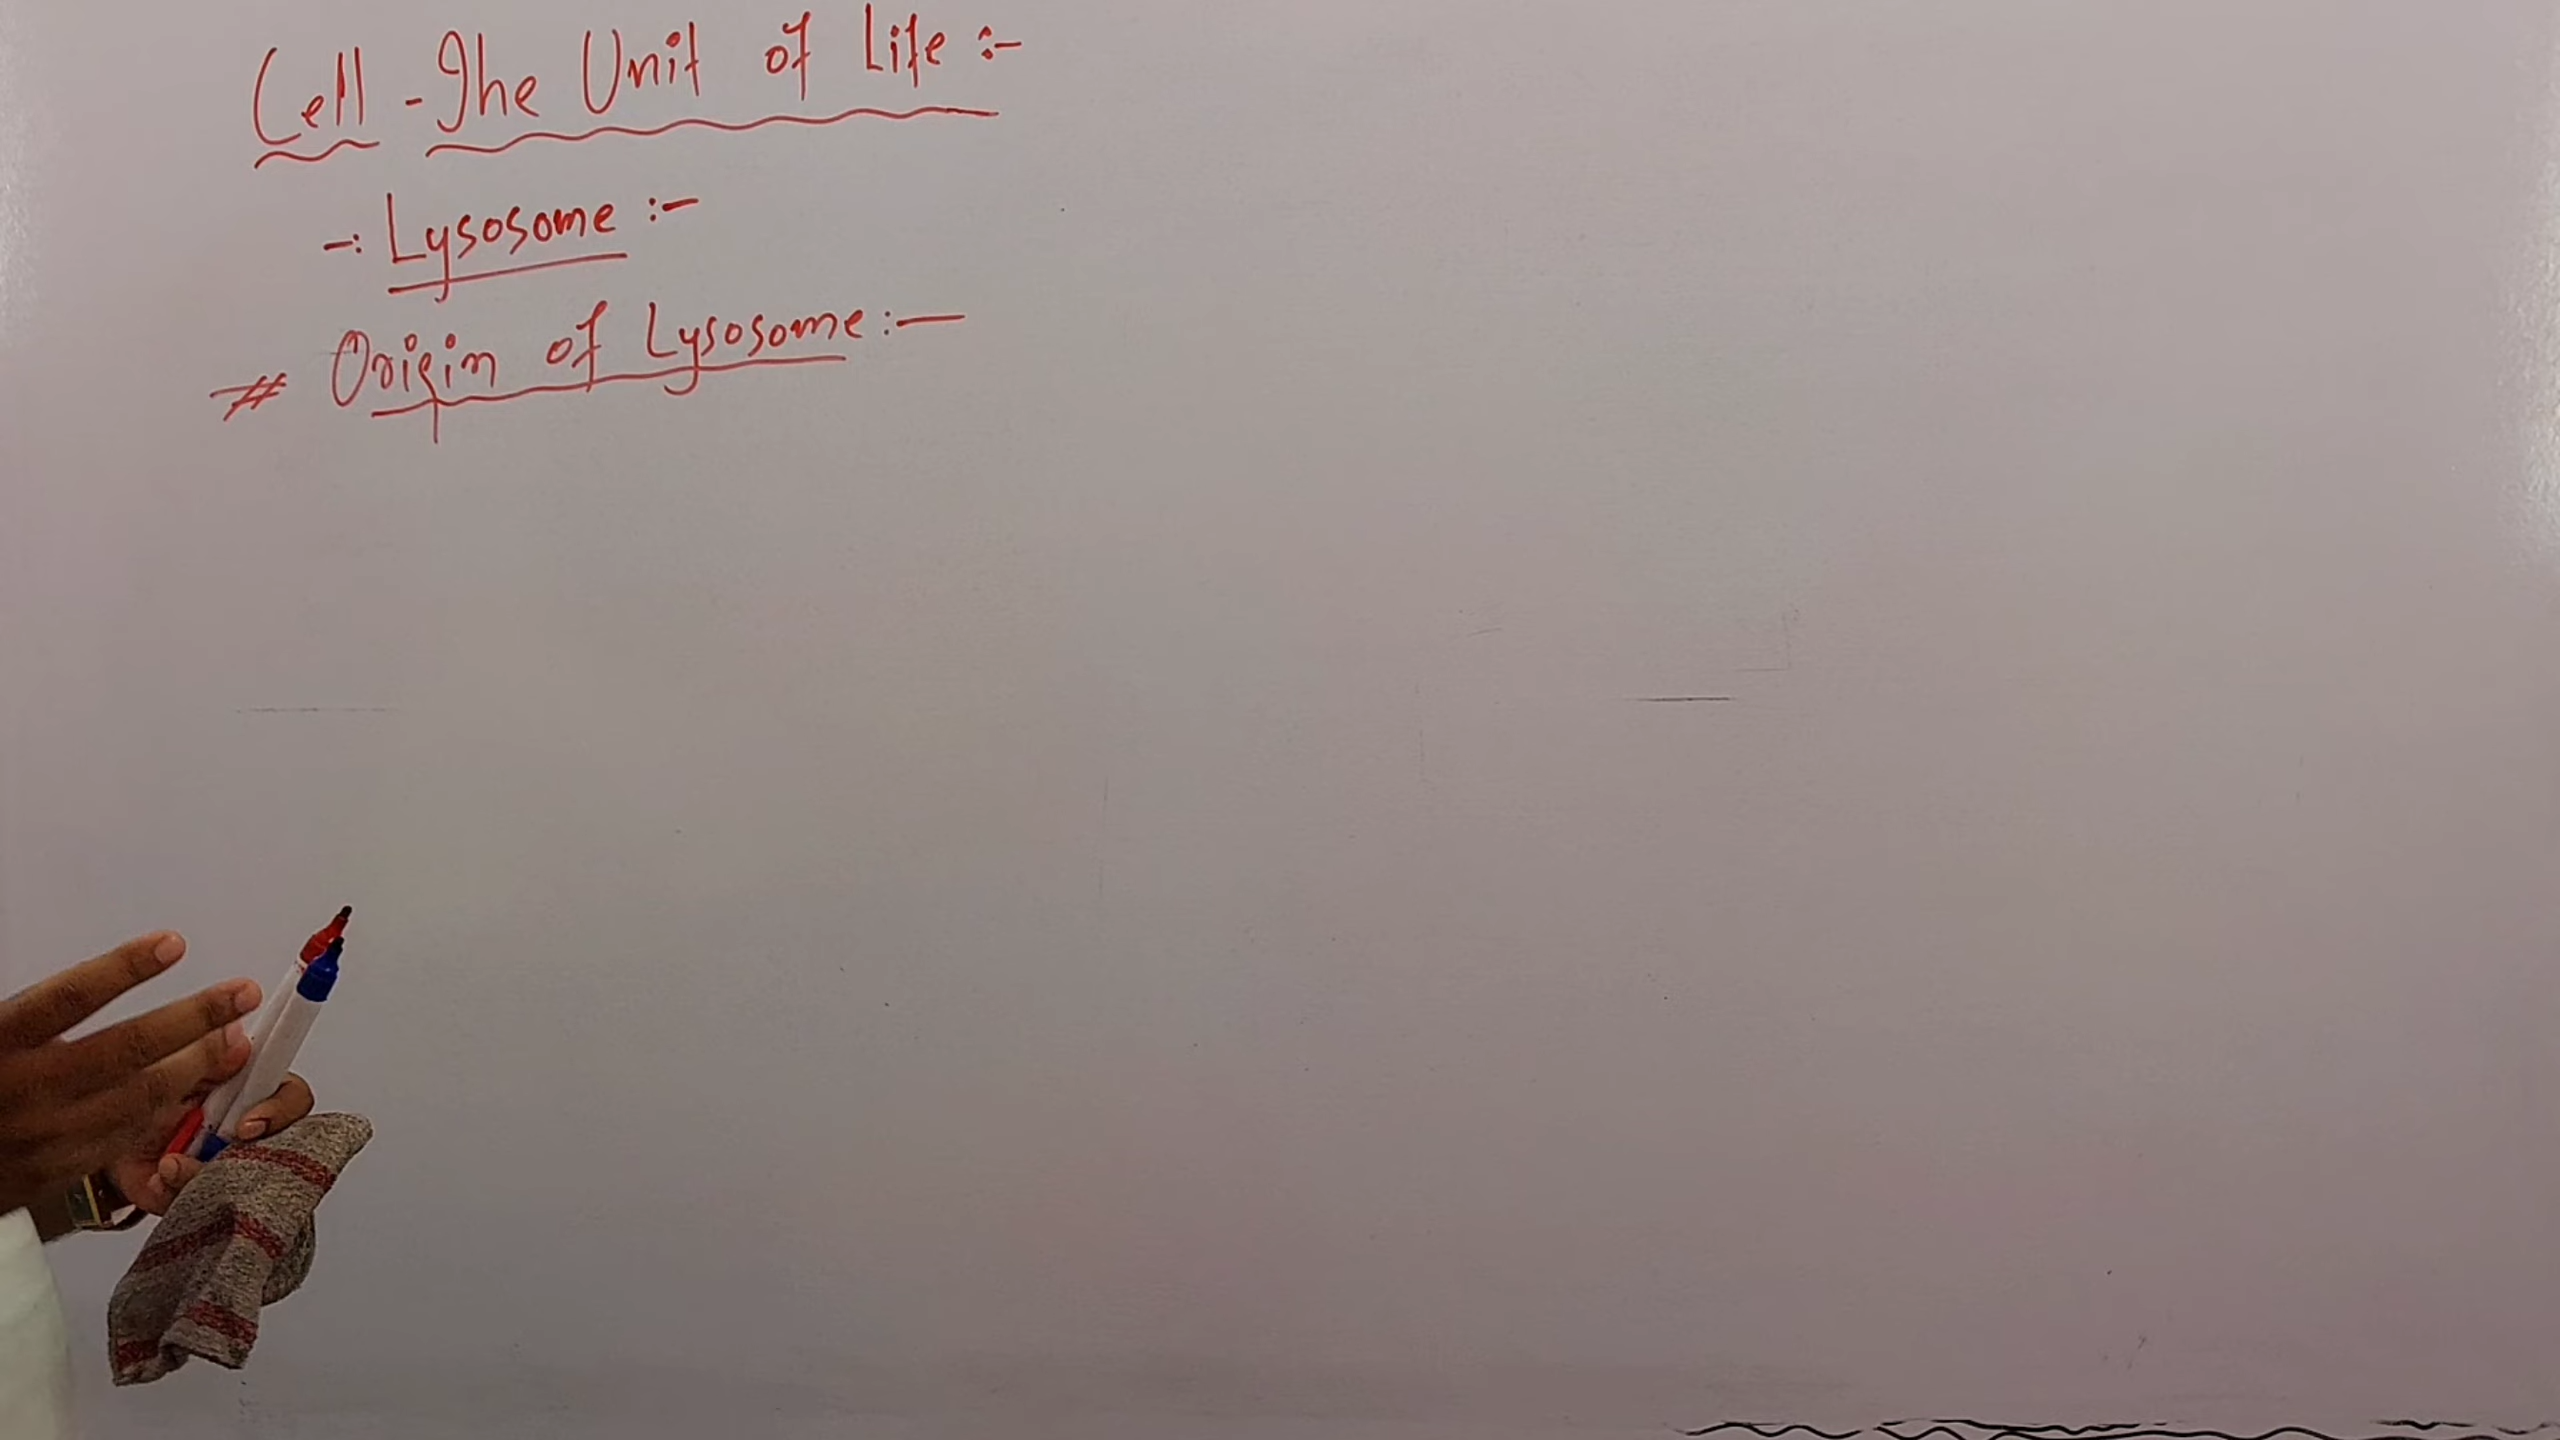 Cell - The Unit of Life :-
-: Lysosome :-
# Origin of Lysosome :-